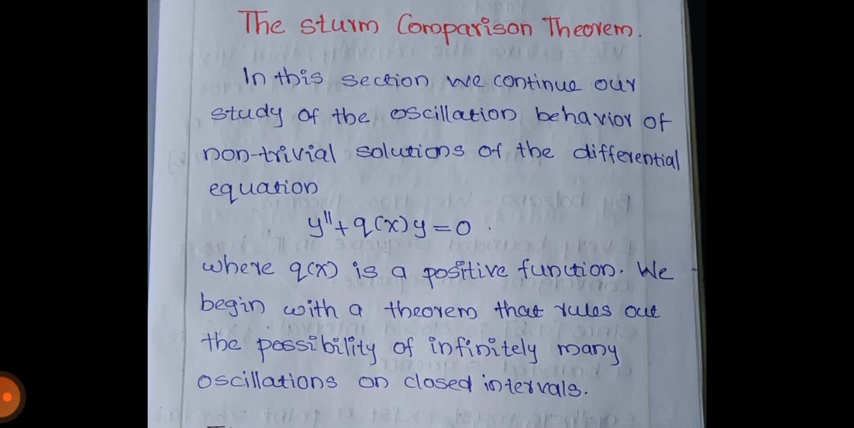 The Sturm Comparison Theorem.
In this section we continue our
study of the oscillation behavior of
non-trivial solutions of the differential
equation
y"+q(x)y=0.
where q(x) is a positive function. We
begin with a theorem that rules out
the possibility of infinitely many
oscillations on closed intervals.